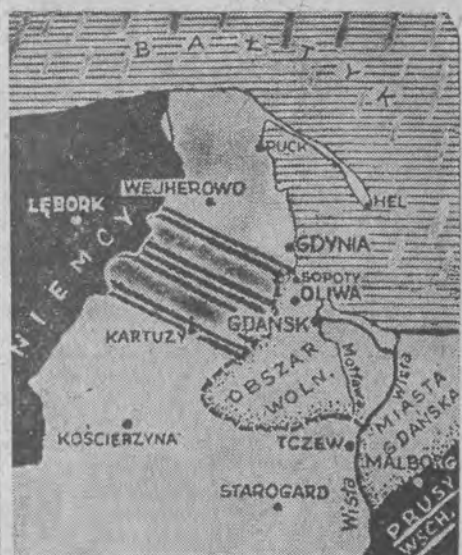 BAŁTYK
PUCK
WEJHEROWO
HEL
LĘBORK
NIEMCY
GDYNIA
SOPOTY
OLIWA
GDAŃSK
KARTUZY
OBSZAR
WOLN.
Motława
Wisła
MIASTA
GDAŃSKA
KOŚCIERZYNA
TCZEW
MALBORG
STAROGARD
Wisła
PRUSY
WSCH.